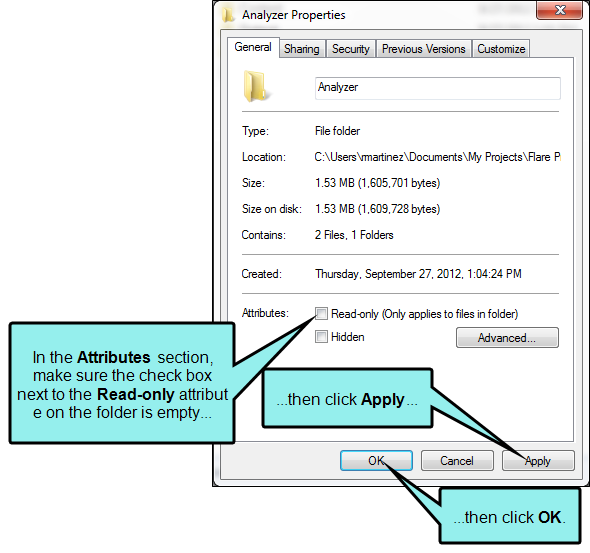 Analyzer Properties
General Sharing Security Previous Versions Customize
Analyzer
Type: File folder
Location: C:\Users\martinez\Documents\My Projects\Flare P
Size: 1.53 MB (1,605,701 bytes)
Size on disk: 1.53 MB (1,609,728 bytes)
Contains: 2 Files, 1 Folders
Created: Thursday, September 27, 2012, 1:04:24 PM
Attributes: Read-only (Only applies to files in folder)
Hidden Advanced...
In the Attributes section,
make sure the check box
next to the Read-only attribut
e on the folder is empty...
...then click Apply...
OK Cancel Apply
...then click OK.